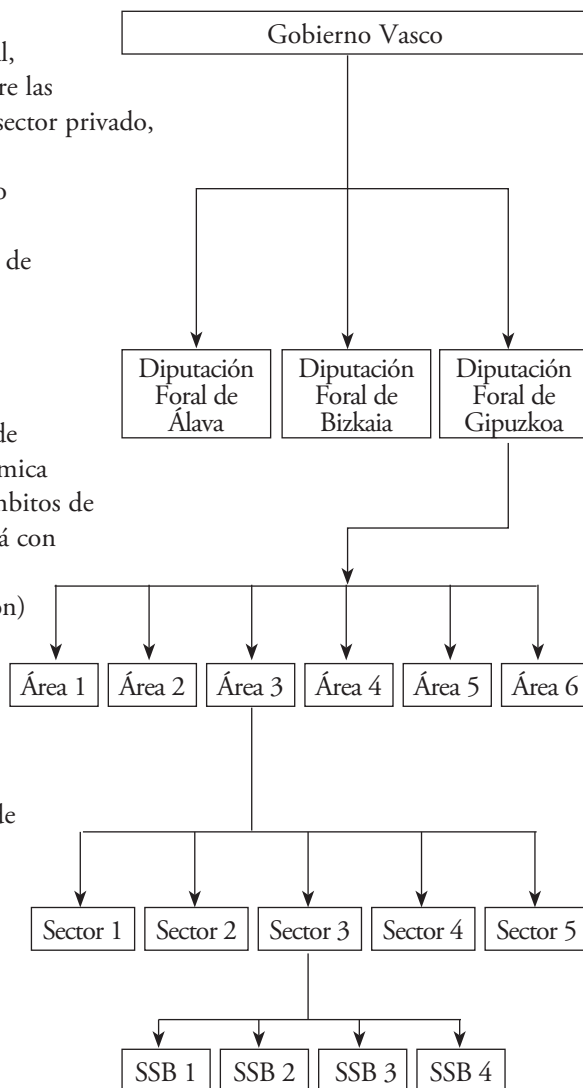 Gobierno Vasco
l,
re las
sector privado,
o
de
Diputación Foral de Álava
Diputación Foral de Bizkaia
Diputación Foral de Gipuzkoa
de
mica
mbitos de
á con
ón)
Área 1 Área 2 Área 3 Área 4 Área 5 Área 6
de
Sector 1 Sector 2 Sector 3 Sector 4 Sector 5
SSB 1 SSB 2 SSB 3 SSB 4